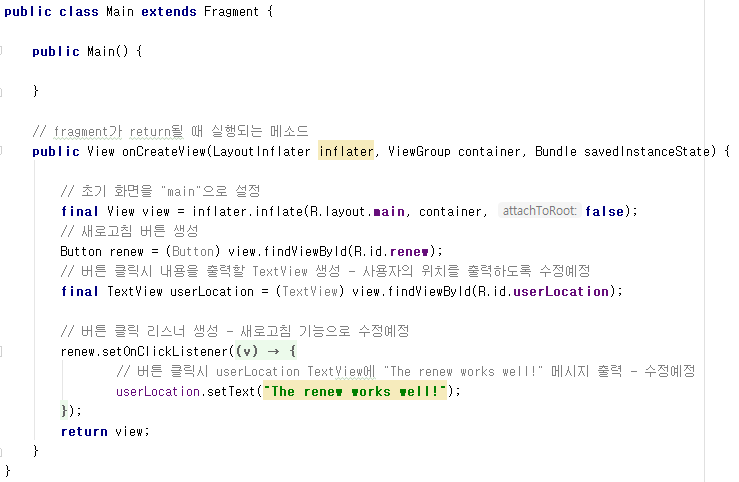 public class Main extends Fragment {
public Main() {
}
// fragment가 return될 때 실행되는 메소드
public View onCreateView(LayoutInflater inflater, ViewGroup container, Bundle savedInstanceState) {
// 초기 화면을 "main"으로 설정
final View view = inflater.inflate(R.layout.main, container, attachToRoot: false);
// 새로고침 버튼 생성
Button renew = (Button) view.findViewById(R.id.renew);
// 버튼 클릭시 내용을 출력할 TextView 생성 - 사용자의 위치를 출력하도록 수정예정
final TextView userLocation = (TextView) view.findViewById(R.id.userLocation);
// 버튼 클릭 리스너 생성 - 새로고침 기능으로 수정예정
renew.setOnClickListener((v) → {
// 버튼 클릭시 userLocation TextView에 "The renew works well!" 메시지 출력 - 수정예정
userLocation.setText("The renew works well!");
});
return view;
}
}